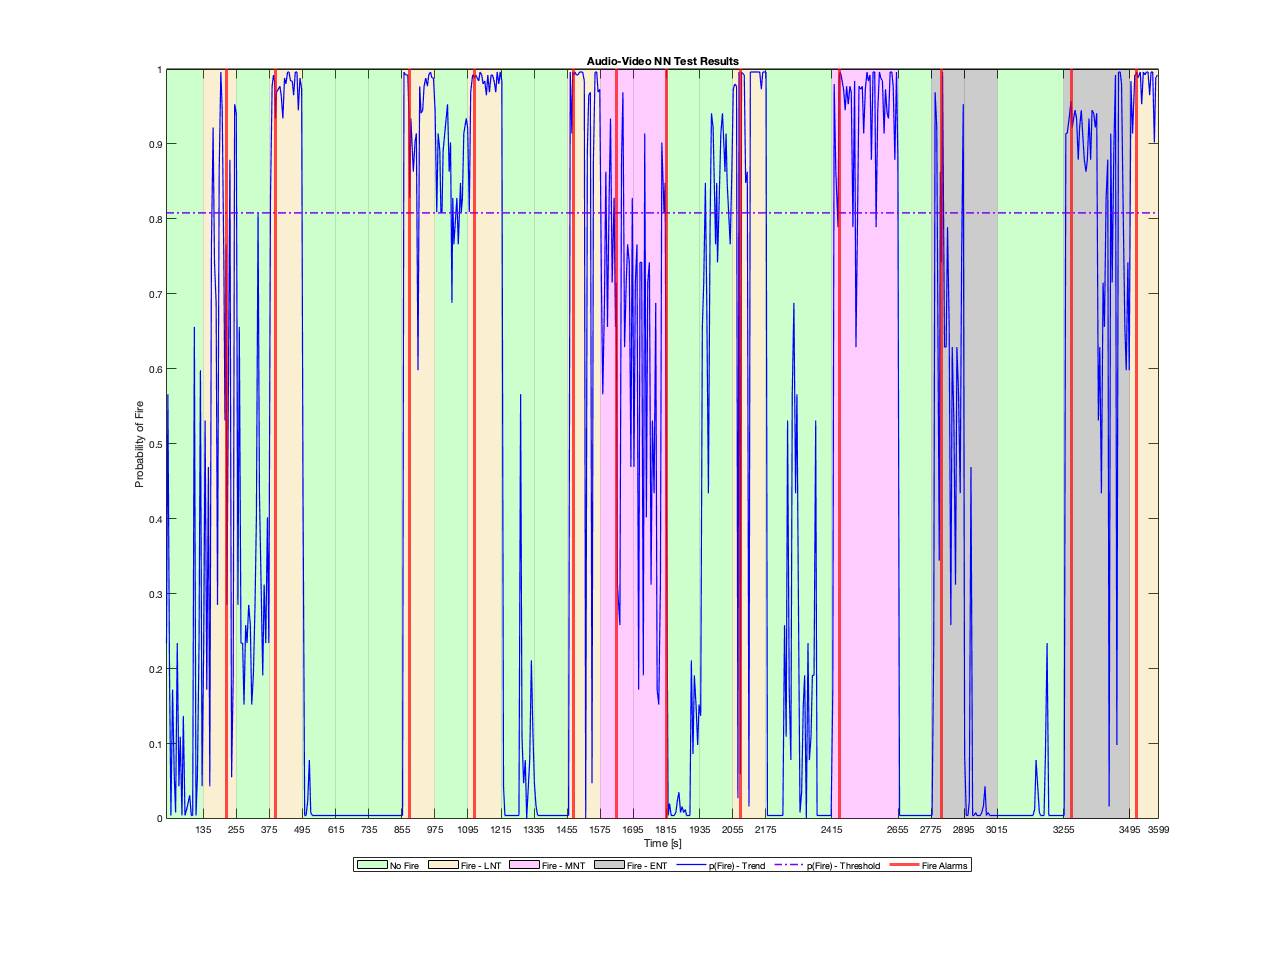 Audio-Video NN Test Results
Probability of Fire
1
0.9
0.8
0.7
0.6
0.5
0.4
0.3
0.2
0.1
0
135 255 375 495 615 735 855 975 1095 1215 1335 1455 1575 1695 1815 1935 2055 2175 2415 2655 2775 2895 3015 3255 3495 3599
Time [s]
No Fire Fire - LNT Fire - MNT Fire - ENT p(Fire) - Trend p(Fire) - Threshold Fire Alarms